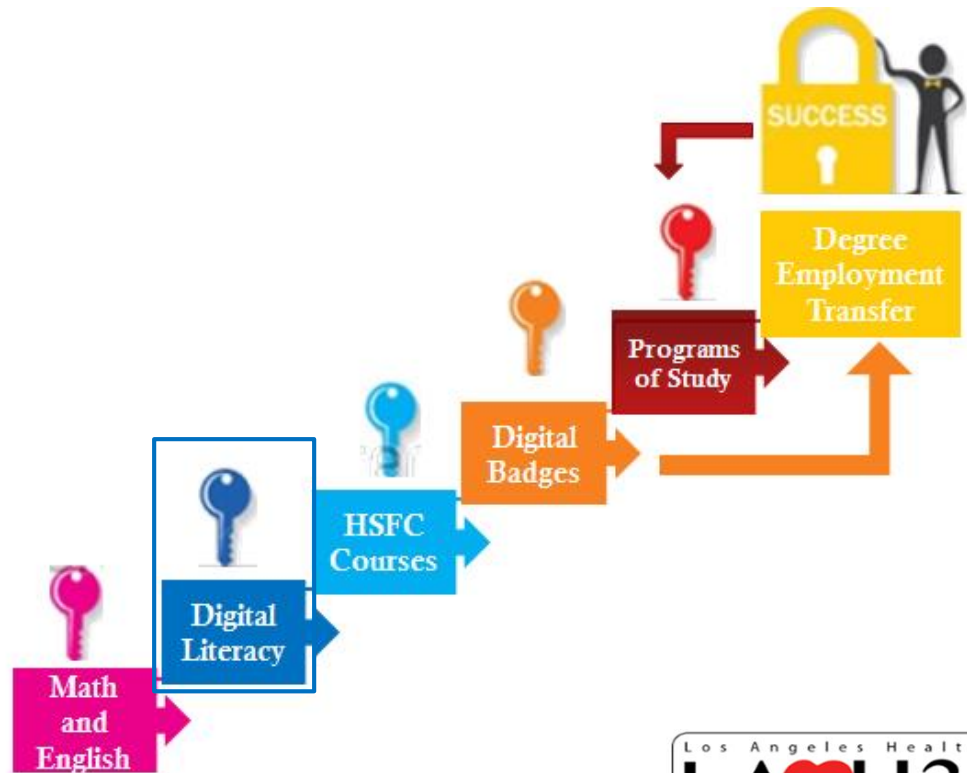 SUCCESS
Degree
Employment
Transfer
Programs
of Study
Digital
Badges
HSFC
Courses
Digital
Literacy
Math
and
English
Los Angeles Healt